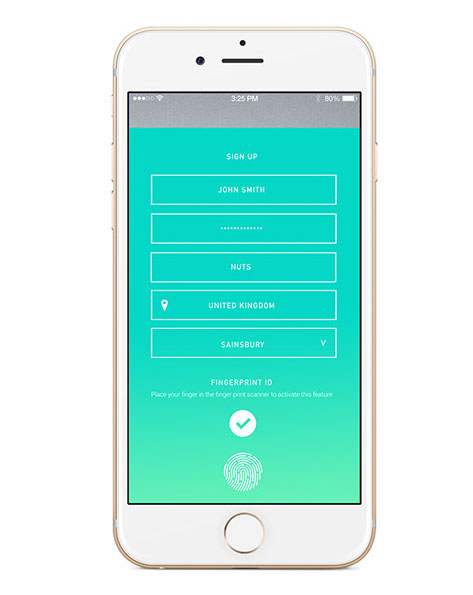 3:25 PM
80%
SIGN UP
JOHN SMITH
•••••••••••••
NUTS
UNITED KINGDOM
SAINSBURY V
FINGERPRINT ID
Place your finger in the finger print scanner to activate this feature